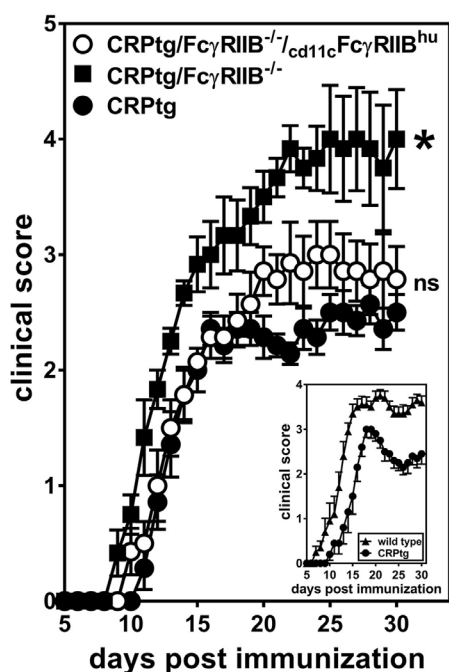 5
CRPtg/FcγRIIB-/-/cd11cFcγRIIBhu
CRPtg/FcγRIIB-/-
CRPtg
4
*
3
ns
2
1
0
clinical score
5 10 15 20 25 30
days post immunization
4
3
2
1
0
clinical score
wild type
CRPtg
5 10 15 20 25 30
days post immunization